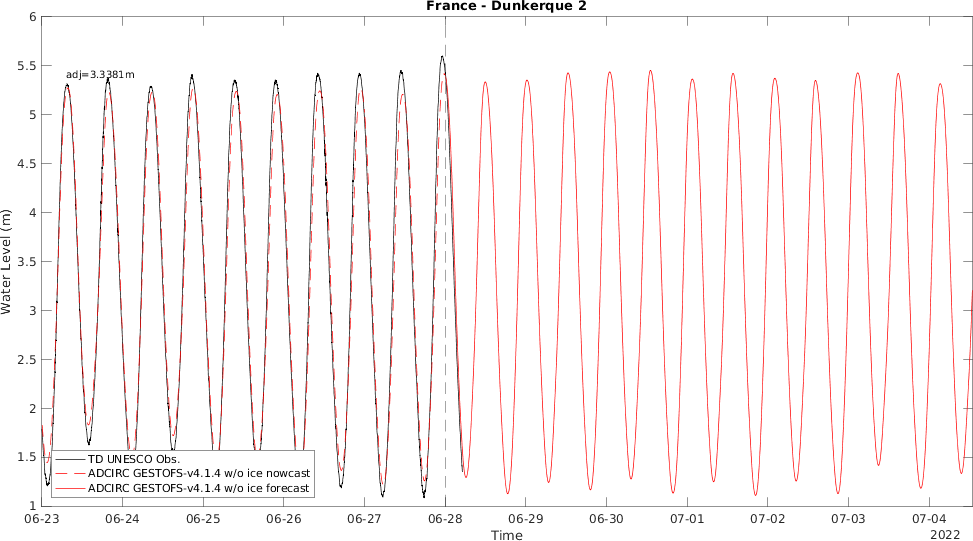 France - Dunkerque 2
adj=3.3381m
Water Level (m)
6
5.5
5
4.5
4
3.5
3
2.5
2
1.5
1
TD UNESCO Obs.
ADCIRC GESTOFS-v4.1.4 w/o ice nowcast
ADCIRC GESTOFS-v4.1.4 w/o ice forecast
06-23 06-24 06-25 06-26 06-27 06-28 06-29 06-30 07-01 07-02 07-03 07-04
Time
2022